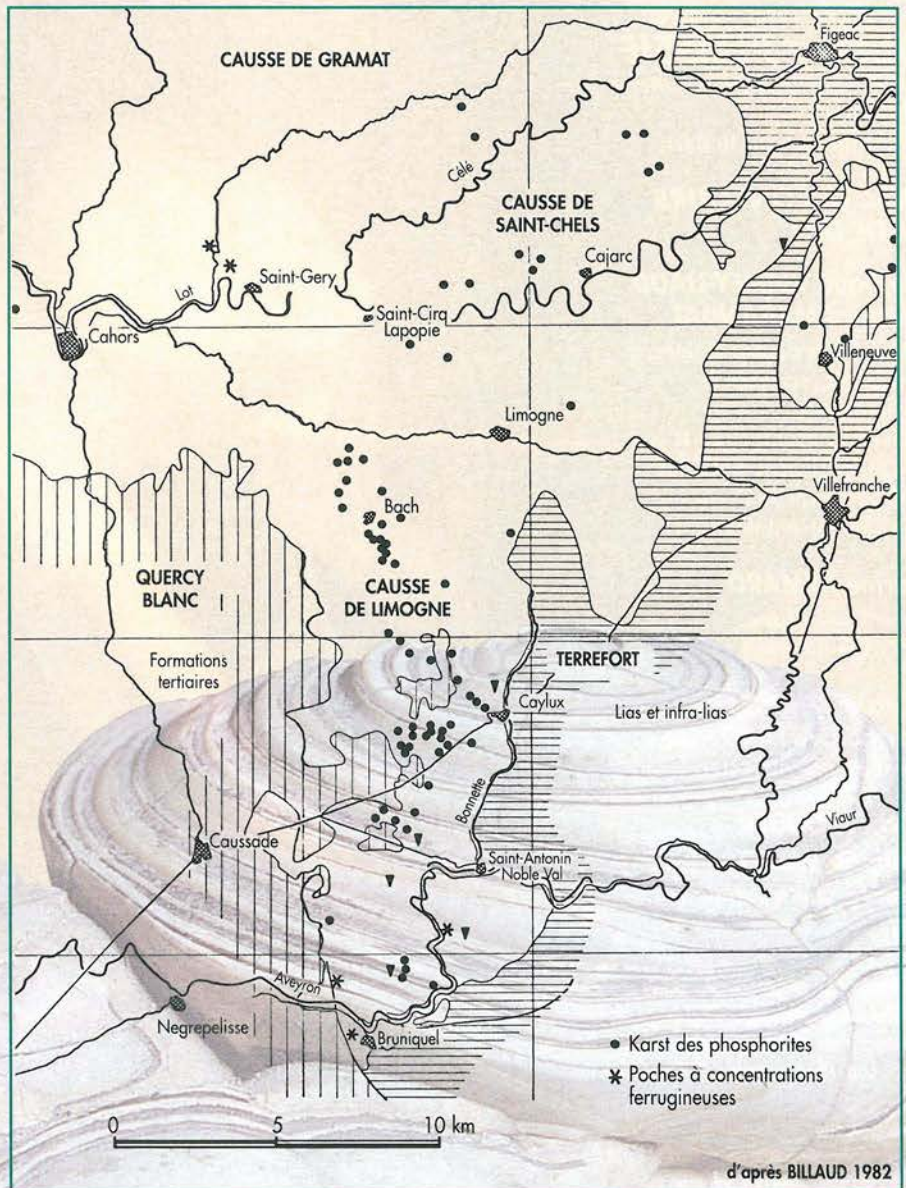 Figeac
CAUSSE DE GRAMAT
Célé
CAUSSE DE
SAINT-CHELS
Cajarc
Saint-Gery
Lot
Saint-Cirq
Lapopie
Cahors
Villeneuve
Limogne
Villefranche
Bach
QUERCY
BLANC
CAUSSE
DE LIMOGNE
Formations
tertiaires
TERREFORT
Caylux
Lias et infra-lias
Bonnette
Viaur
Caussade
Saint-Antonin
Noble Val
Aveyron
Negrepelisse
Bruniquel
Karst des phosphorites
Poches à concentrations
ferrugineuses
0 5 10 km
d'après BILLAUD 1982